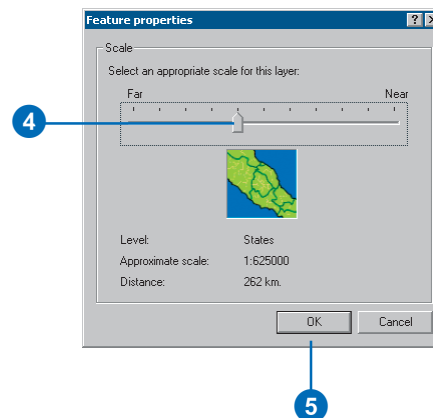 Feature properties
Scale
Select an appropriate scale for this layer:
Far Near
4
Level: States
Approximate scale: 1:625000
Distance: 262 km.
OK Cancel
5